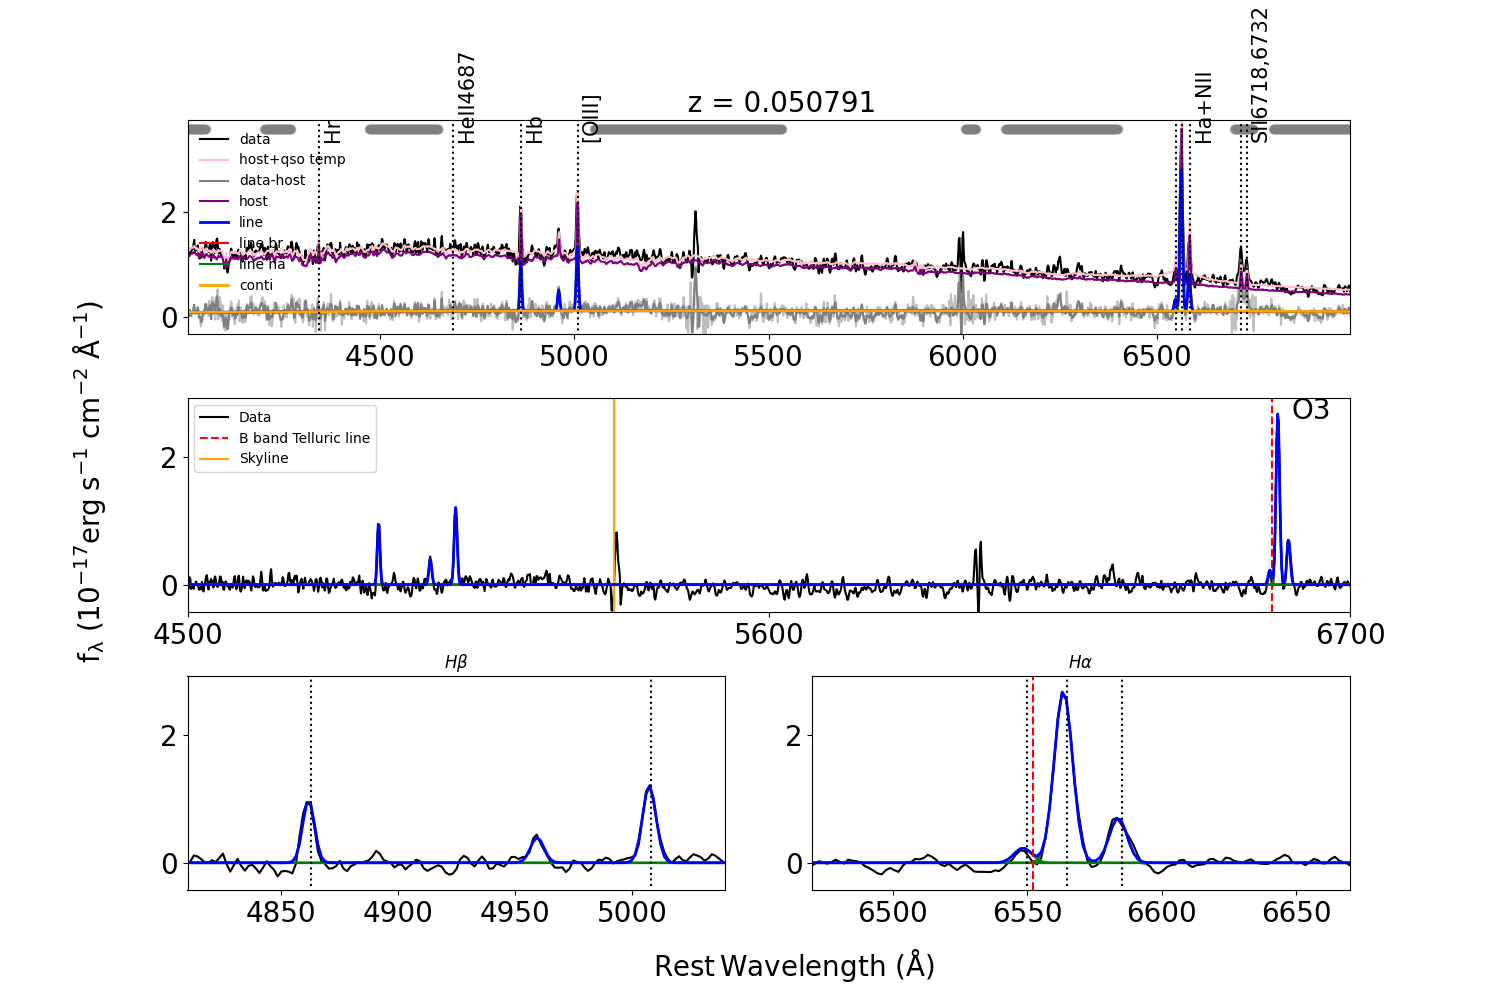 z = 0.050791
Hr
HeII4687
Hb
[OIII]
Ha+NII
SII6718,6732
data
host+qso temp
data-host
host
line
line br
line na
conti
2
0
4500
5000
5500
6000
6500
fλ (10⁻¹⁷erg s⁻¹ cm⁻² Å⁻¹)
Data
B band Telluric line
Skyline
O3
2
0
4500
5600
6700
Hβ
2
0
4850
4900
4950
5000
Hα
2
0
6500
6550
6600
6650
Rest Wavelength (Å)